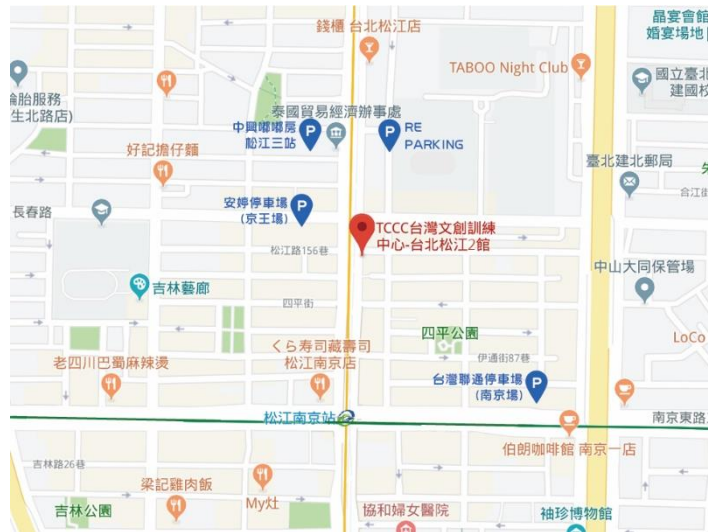 晶宴會館
婚宴場地
錢櫃 台北松江店
TABOO Night Club
國立臺北
建國校
輪胎服務
生北路店)
泰國貿易經濟辦事處
中興嘟嘟房
松江三站
RE
PARKING
好記擔仔麵
臺北建北郵局
合江街
安婷停車場
(京王場)
長春路
TCCC台灣文創訓練
中心-台北松江2館
松江路156巷
中山大同保管場
吉林藝廊
四平街
四平公園
LoCo
老四川巴蜀麻辣燙
くら寿司藏壽司
松江南京店
伊通街87巷
台灣聯通停車場
(南京場)
松江南京站
南京東路
伯朗咖啡館 南京一店
吉林路26巷
梁記雞肉飯
My灶
吉林公園
協和婦女醫院
袖珍博物館